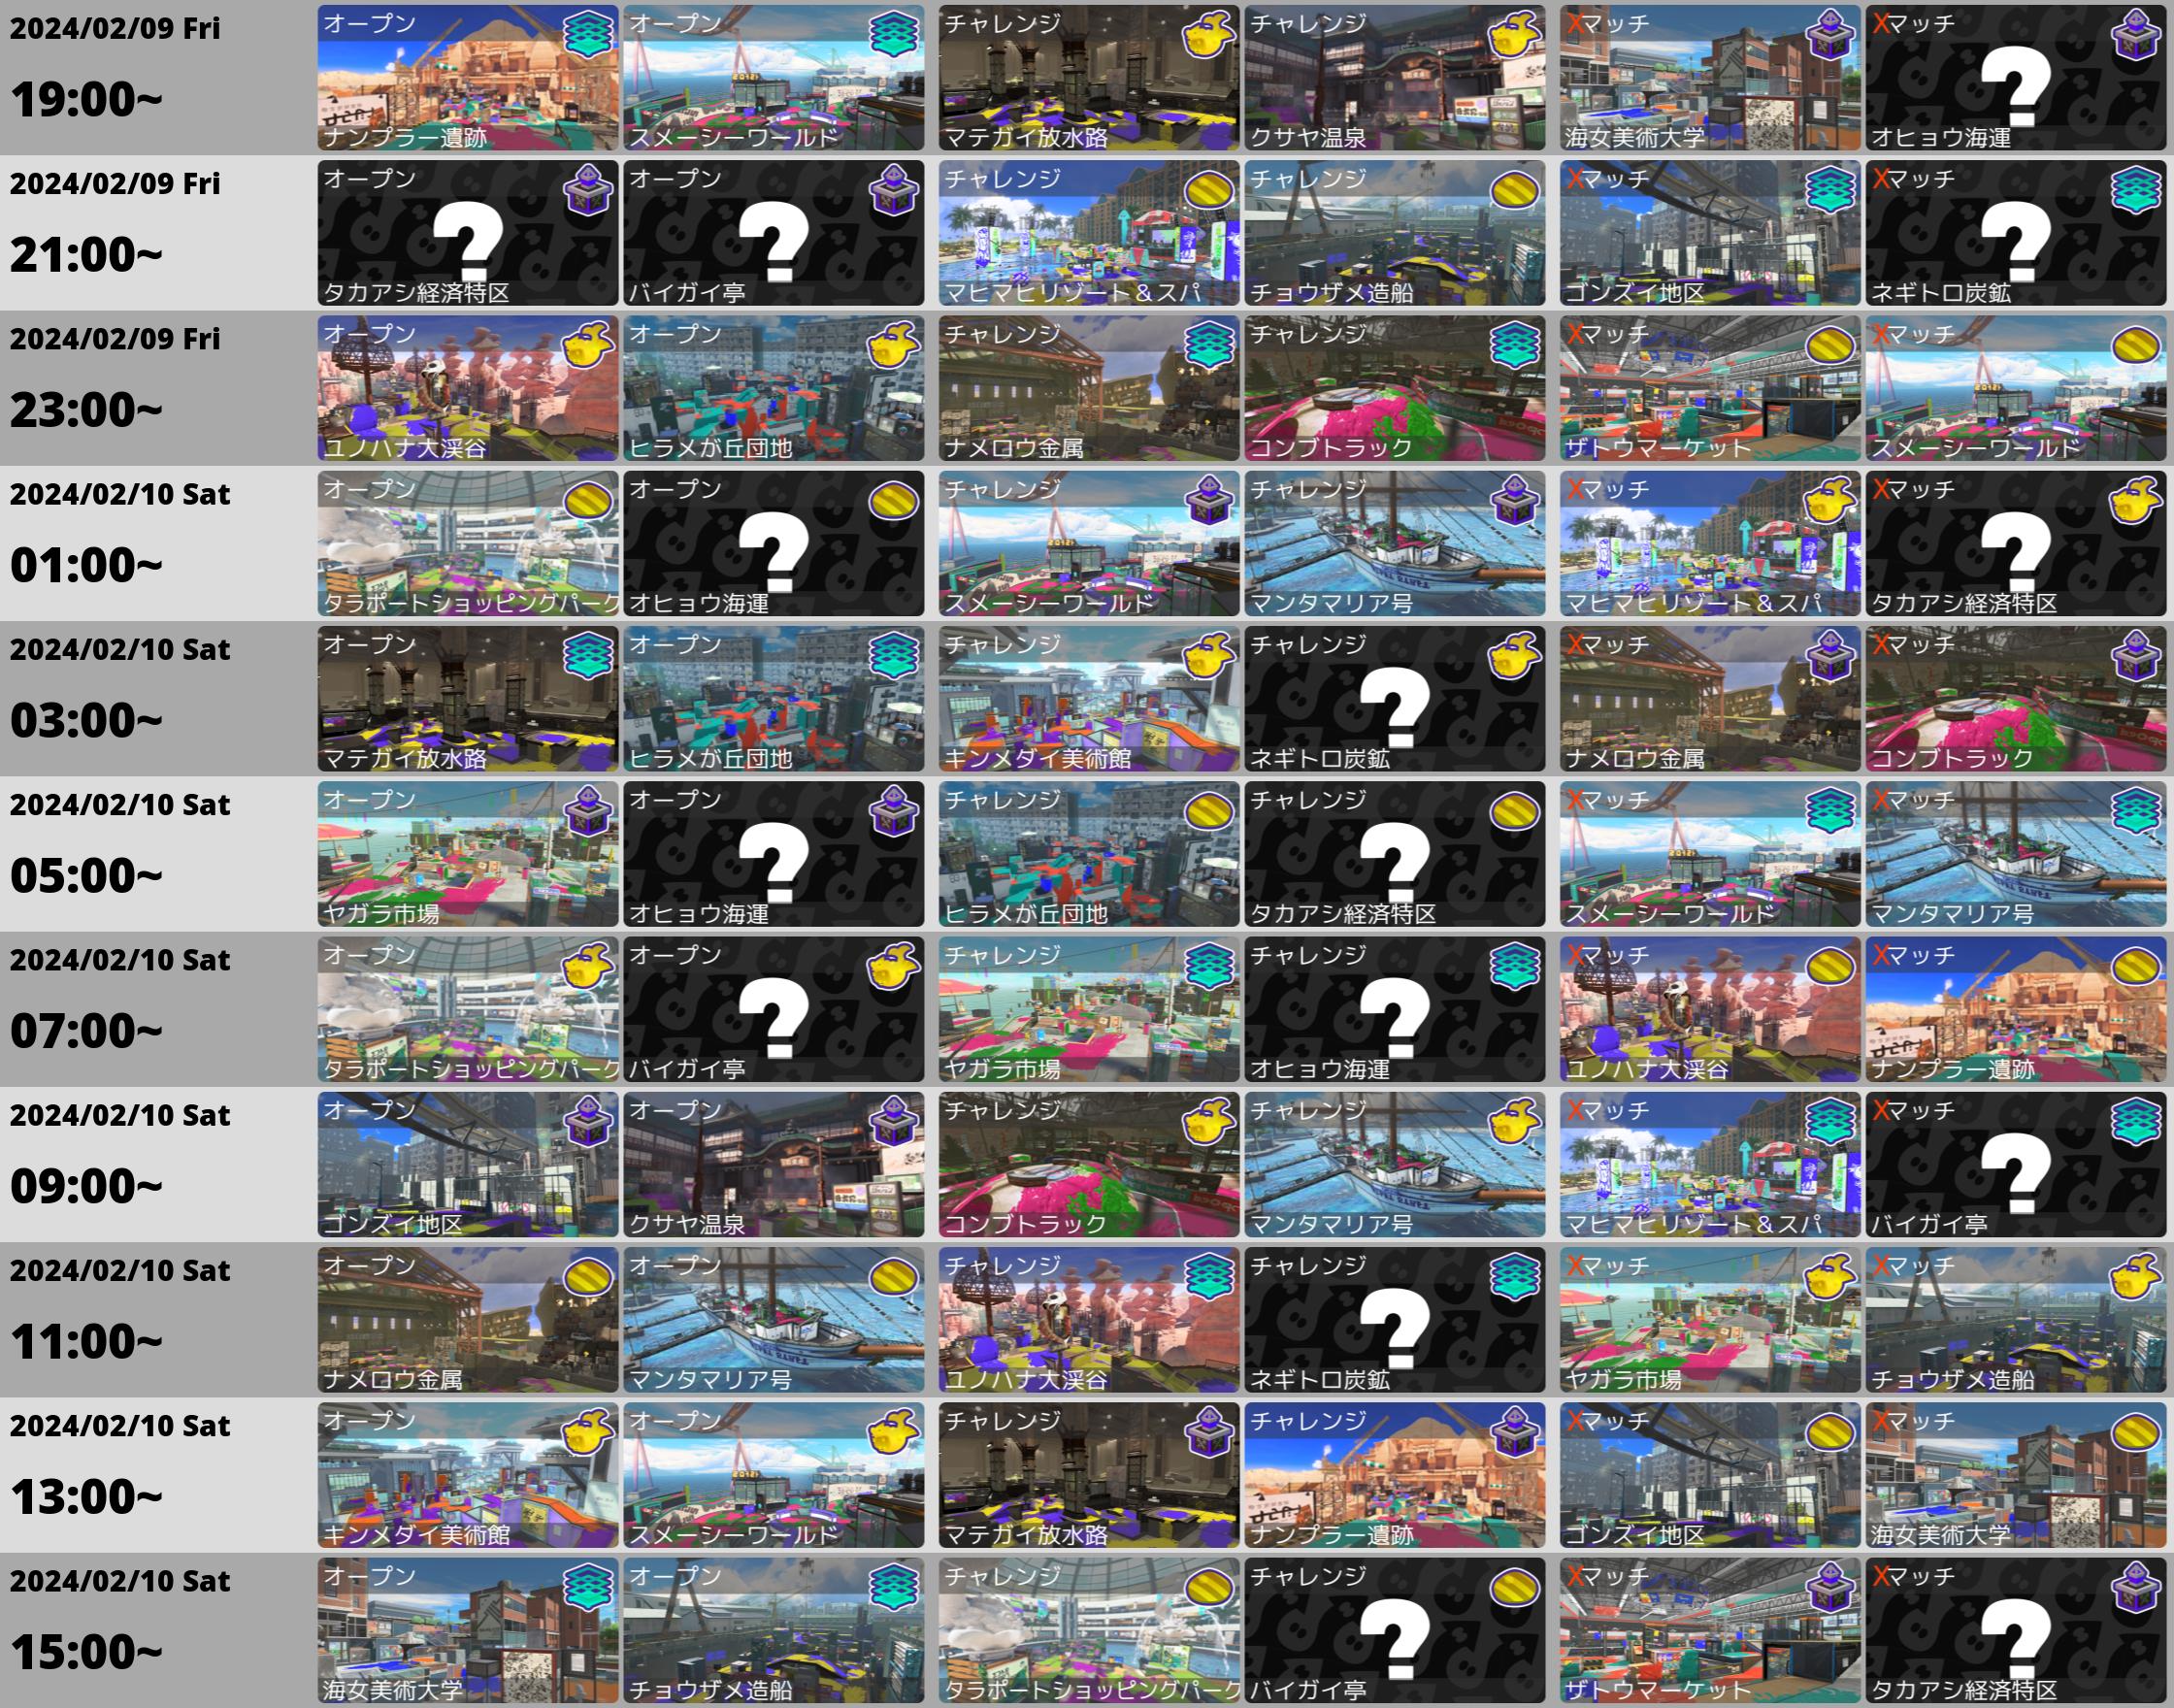 2024/02/09 Fri
19:00~
オープン オープン チャレンジ チャレンジ Xマッチ Xマッチ
ナンプラー遺跡 スメーシーワールド マテガイ放水路 クサヤ温泉 海女美術大学 オヒョウ海運
2024/02/09 Fri
21:00~
オープン オープン チャレンジ チャレンジ Xマッチ Xマッチ
タカアシ経済特区 バイガイ亭 マヒマヒリゾート&スパ チョウザメ造船 ゴンズイ地区 ネギトロ炭鉱
2024/02/09 Fri
23:00~
オープン オープン チャレンジ チャレンジ Xマッチ Xマッチ
ユノハナ大渓谷 ヒラメが丘団地 ナメロウ金属 コンブトラック ザトウマーケット スメーシーワールド
2024/02/10 Sat
01:00~
オープン オープン チャレンジ チャレンジ Xマッチ Xマッチ
タラポートショッピングパーク オヒョウ海運 スメーシーワールド マンタマリア号 マヒマヒリゾート&スパ タカアシ経済特区
2024/02/10 Sat
03:00~
オープン オープン チャレンジ チャレンジ Xマッチ Xマッチ
マテガイ放水路 ヒラメが丘団地 キンメダイ美術館 ネギトロ炭鉱 ナメロウ金属 コンブトラック
2024/02/10 Sat
05:00~
オープン オープン チャレンジ チャレンジ Xマッチ Xマッチ
ヤガラ市場 オヒョウ海運 ヒラメが丘団地 タカアシ経済特区 スメーシーワールド マンタマリア号
2024/02/10 Sat
07:00~
オープン オープン チャレンジ チャレンジ Xマッチ Xマッチ
タラポートショッピングパーク バイガイ亭 ヤガラ市場 オヒョウ海運 ユノハナ大渓谷 ナンプラー遺跡
2024/02/10 Sat
09:00~
オープン オープン チャレンジ チャレンジ Xマッチ Xマッチ
ゴンズイ地区 クサヤ温泉 コンブトラック マンタマリア号 マヒマヒリゾート&スパ バイガイ亭
2024/02/10 Sat
11:00~
オープン オープン チャレンジ チャレンジ Xマッチ Xマッチ
ナメロウ金属 マンタマリア号 ユノハナ大渓谷 ネギトロ炭鉱 ヤガラ市場 チョウザメ造船
2024/02/10 Sat
13:00~
オープン オープン チャレンジ チャレンジ Xマッチ Xマッチ
キンメダイ美術館 スメーシーワールド マテガイ放水路 ナンプラー遺跡 ゴンズイ地区 海女美術大学
2024/02/10 Sat
15:00~
オープン オープン チャレンジ チャレンジ Xマッチ Xマッチ
海女美術大学 チョウザメ造船 タラポートショッピングパーク バイガイ亭 ザトウマーケット タカアシ経済特区